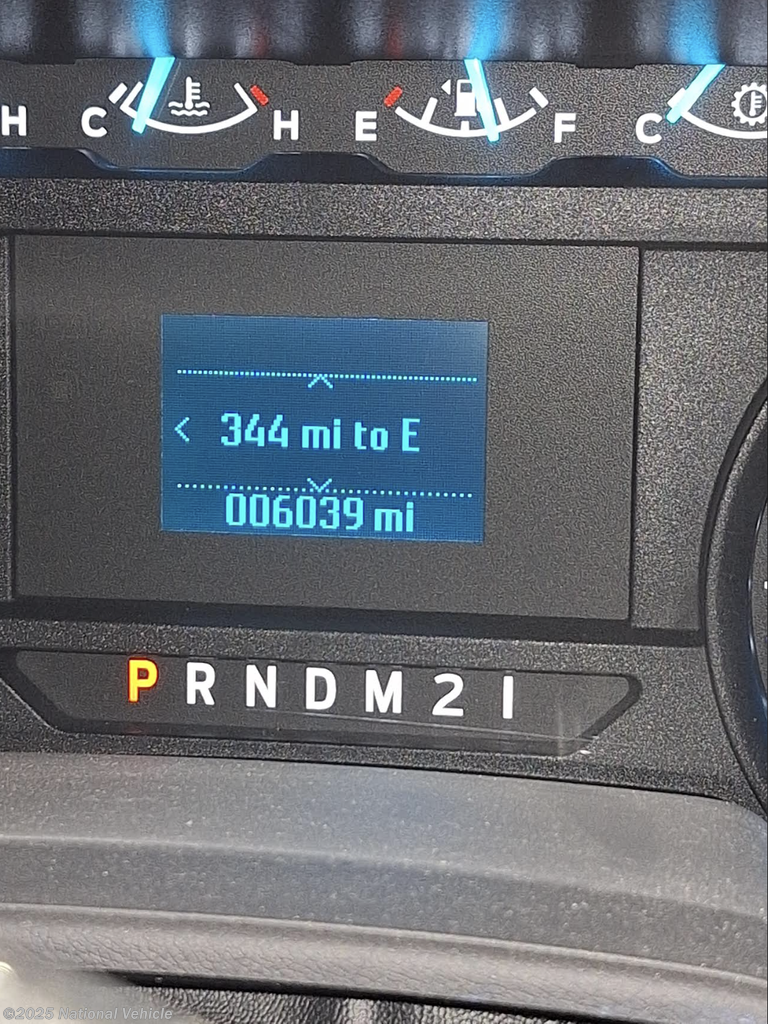 H C H E F C
344 mi to E
006039 mi
P R N D M 2 1
©2025 National Vehicle